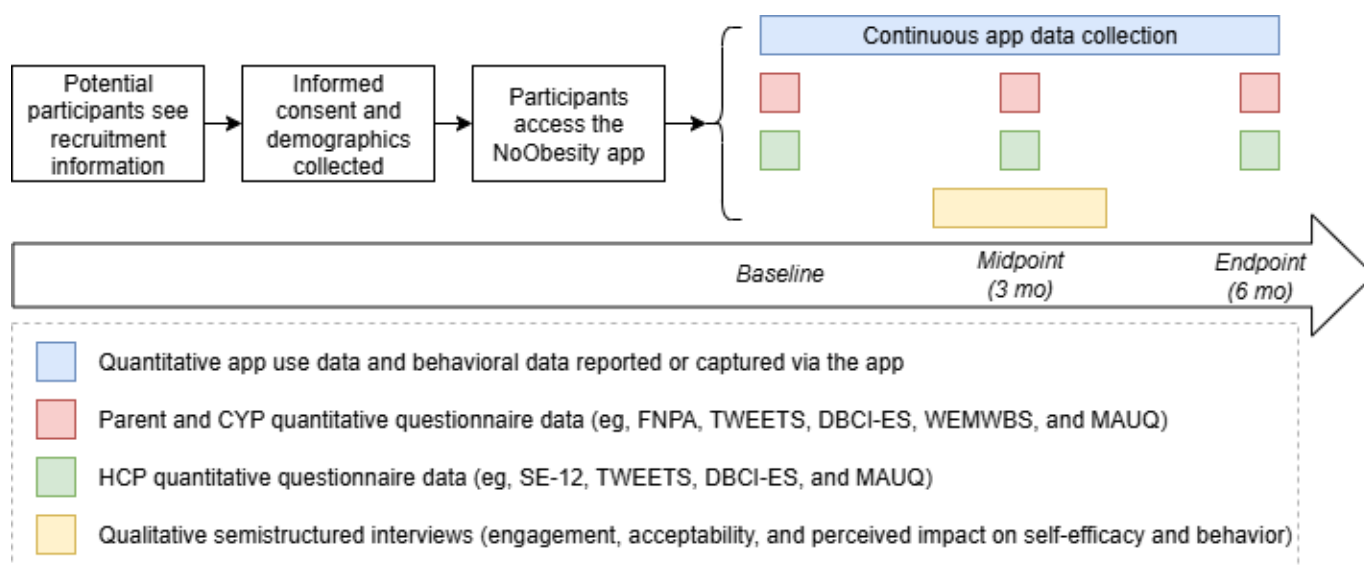 Continuous app data collection
Potential
participants see
recruitment
information
Informed
consent and
demographics
collected
Participants
access the
NoObesity app
Baseline
Midpoint
(3 mo)
Endpoint
(6 mo)
Quantitative app use data and behavioral data reported or captured via the app
Parent and CYP quantitative questionnaire data (eg, FNPA, TWEETS, DBCI-ES, WEMWBS, and MAUQ)
HCP quantitative questionnaire data (eg, SE-12, TWEETS, DBCI-ES, and MAUQ)
Qualitative semistructured interviews (engagement, acceptability, and perceived impact on self-efficacy and behavior)